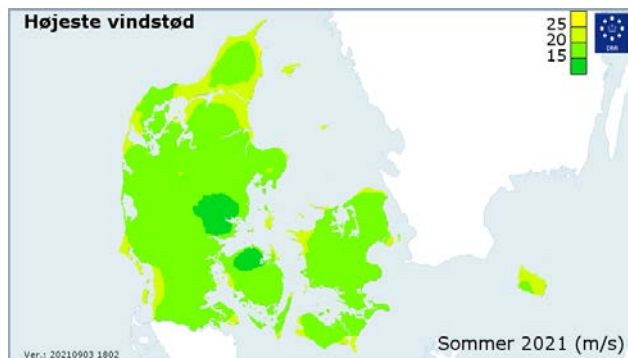 Højeste vindstød
25
20
15
DMI
Sommer 2021 (m/s)
Ver.: 20210903 1802